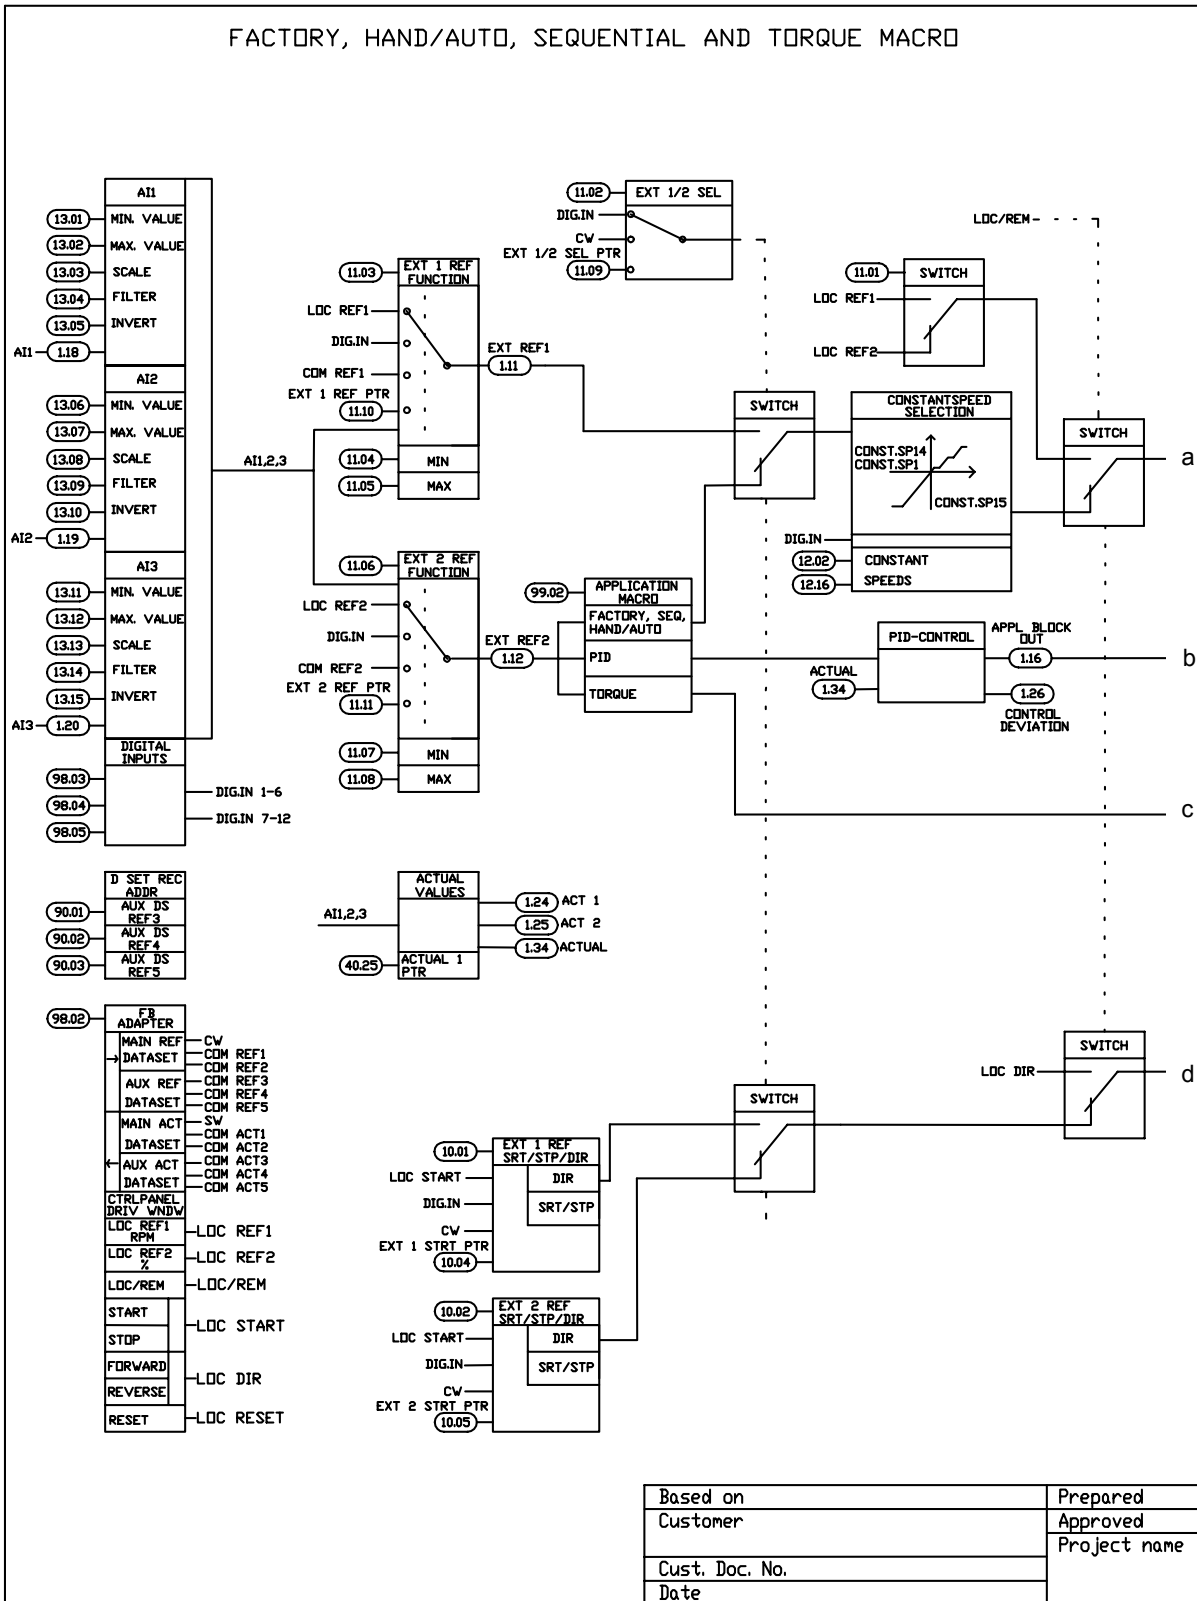 FACTORY, HAND/AUTO, SEQUENTIAL AND TORQUE MACRO
AI1
13.01 MIN. VALUE
13.02 MAX. VALUE
13.03 SCALE
13.04 FILTER
13.05 INVERT
AI1 1.18
AI2
13.06 MIN. VALUE
13.07 MAX. VALUE
13.08 SCALE
13.09 FILTER
13.10 INVERT
AI2 1.19
AI3
13.11 MIN. VALUE
13.12 MAX. VALUE
13.13 SCALE
13.14 FILTER
13.15 INVERT
AI3 1.20
DIGITAL
INPUTS
98.03
98.04
98.05
DIG.IN 1-6
DIG.IN 7-12
AI1,2,3
11.03 EXT 1 REF
FUNCTION
LOC REF1
DIG.IN
COM REF1
EXT 1 REF PTR
11.10
11.04 MIN
11.05 MAX
EXT REF1
1.11
11.06 EXT 2 REF
FUNCTION
LOC REF2
DIG.IN
COM REF2
EXT 2 REF PTR
11.11
11.07 MIN
11.08 MAX
EXT REF2
1.12
11.02 EXT 1/2 SEL
DIG.IN
CW
EXT 1/2 SEL PTR
11.09
99.02 APPLICATION
MACRO
FACTORY, SEQ,
HAND/AUTO
PID
TORQUE
SWITCH
LOC/REM
11.01 SWITCH
LOC REF1
LOC REF2
CONSTANTSPEED
SELECTION
CONST.SP14
CONST.SP1
CONST.SP15
DIG.IN
12.02 CONSTANT
12.16 SPEEDS
SWITCH
a
PID-CONTROL
ACTUAL
1.34
APPL BLOCK
OUT
1.16
1.26
CONTROL
DEVIATION
b
c
D SET REC
ADDR
90.01 AUX DS
REF3
90.02 AUX DS
REF4
90.03 AUX DS
REF5
AI1,2,3
ACTUAL
VALUES
1.24 ACT 1
1.25 ACT 2
1.34 ACTUAL
40.25 ACTUAL 1
PTR
98.02 FB
ADAPTER
MAIN REF
DATASET
CW
COM REF1
COM REF2
AUX REF
DATASET
COM REF3
COM REF4
COM REF5
MAIN ACT
DATASET
SW
COM ACT1
COM ACT2
AUX ACT
DATASET
COM ACT3
COM ACT4
COM ACT5
CTRLPANEL
DRIV WNDW
LOC REF1
RPM
LOC REF1
LOC REF2
%
LOC REF2
LOC/REM LOC/REM
START
STOP
LOC START
FORWARD
REVERSE
LOC DIR
RESET LOC RESET
10.01 EXT 1 REF
SRT/STP/DIR
LOC START DIR
DIG.IN SRT/STP
CW
EXT 1 STRT PTR
10.04
10.02 EXT 2 REF
SRT/STP/DIR
LOC START DIR
DIG.IN SRT/STP
CW
EXT 2 STRT PTR
10.05
SWITCH
SWITCH
LOC DIR
d
Based on
Customer
Cust. Doc. No.
Date
Prepared
Approved
Project name